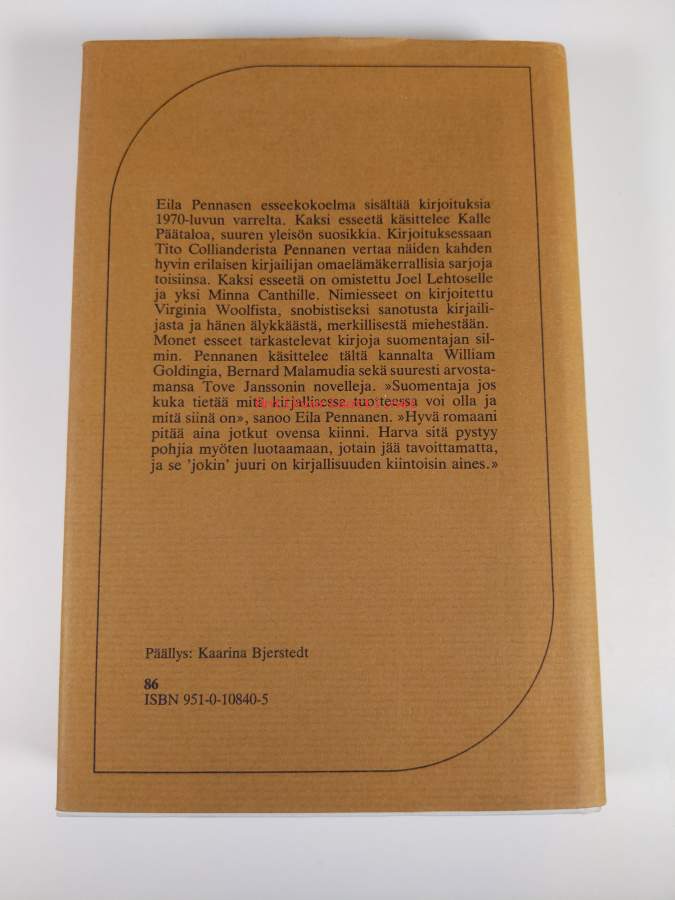 Eila Pennasen esseekokoelma sisältää kirjoituksia
1970-luvun varrelta. Kaksi esseetä käsittelee Kalle
Päätaloa, suuren yleisön suosikkia. Kirjoituksessaan
Tito Collianderista Pennanen vertaa näiden kahden
hyvin erilaisen kirjailijan omaelämäkerrallisia sarjoja
toisiinsa. Kaksi esseetä on omistettu Joel Lehtoselle
ja yksi Minna Canthille. Nimiesseet on kirjoitettu
Virginia Woolfista, snobistiseksi sanotusta kirjaili-
jasta ja hänen älykkäästä, merkillisestä miehestään.
Monet esseet tarkastelevat kirjoja suomentajan sil-
min. Pennanen käsittelee tältä kannalta William
Goldingia, Bernard Malamudia sekä suuresti arvosta-
mansa Tove Janssonin novelleja. »Suomentaja jos
kuka tietää mitä kirjallisessa tuotteessa voi olla ja
mitä siinä on», sanoo Eila Pennanen. »Hyvä romaani
pitää aina jotkut ovensa kiinni. Harva sitä pystyy
pohjia myöten luotaamaan, jotain jää tavoittamatta,
ja se ’jokin’ juuri on kirjallisuuden kiintoisin aines.»
Päällys: Kaarina Bjerstedt
86
ISBN 951-0-10840-5